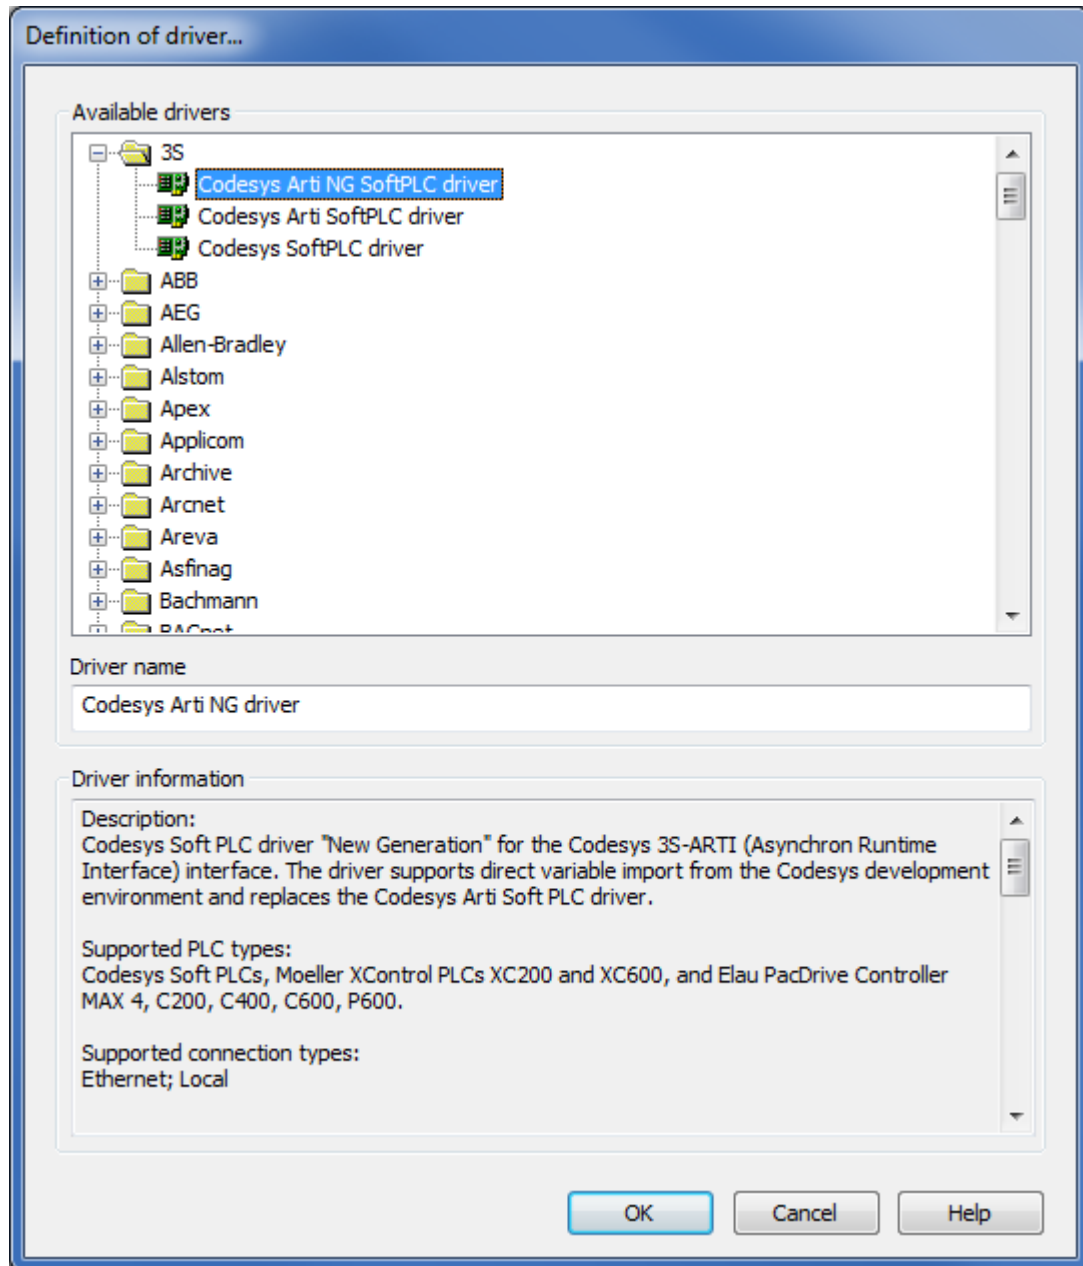 Definition of driver...
Available drivers
3S
Codesys Arti NG SoftPLC driver
Codesys Arti SoftPLC driver
Codesys SoftPLC driver
ABB
AEG
Allen-Bradley
Alstom
Apex
Applicom
Archive
Arcnet
Areva
Asfinag
Bachmann
BACnet
Driver name
Codesys Arti NG driver
Driver information
Description:
Codesys Soft PLC driver "New Generation" for the Codesys 3S-ARTI (Asynchron Runtime
Interface) interface. The driver supports direct variable import from the Codesys development
environment and replaces the Codesys Arti Soft PLC driver.
Supported PLC types:
Codesys Soft PLCs, Moeller XControl PLCs XC200 and XC600, and Elau PacDrive Controller
MAX 4, C200, C400, C600, P600.
Supported connection types:
Ethernet; Local
OK
Cancel
Help